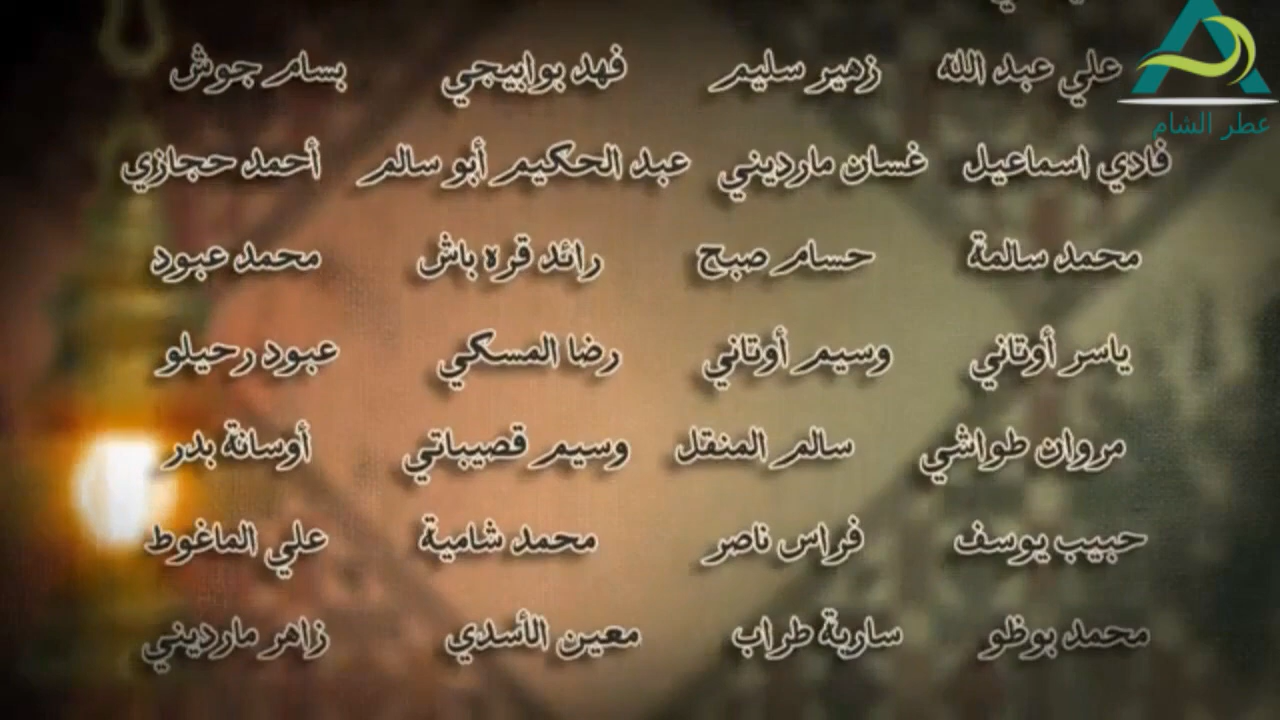 علي عبد الله زهير سليم فهد بوابيجي بسام جوش
عطر الشام
فادي اسماعيل غسان مارديني عبد الحكيم أبو سالم أحمد حجازي
محمد سالمة حسام صبح رائد قره باش محمد عبود
ياسر أوتاني وسيم أوتاني رضا المسكي عبود رحيلو
مروان طواشي سالم المنقل وسيم قصيباتي أوسانة بدر
حبيب يوسف فراس ناصر محمد شامية علي الماغوط
محمد بوظو سارية طراب معين الأسدي زاهر مارديني